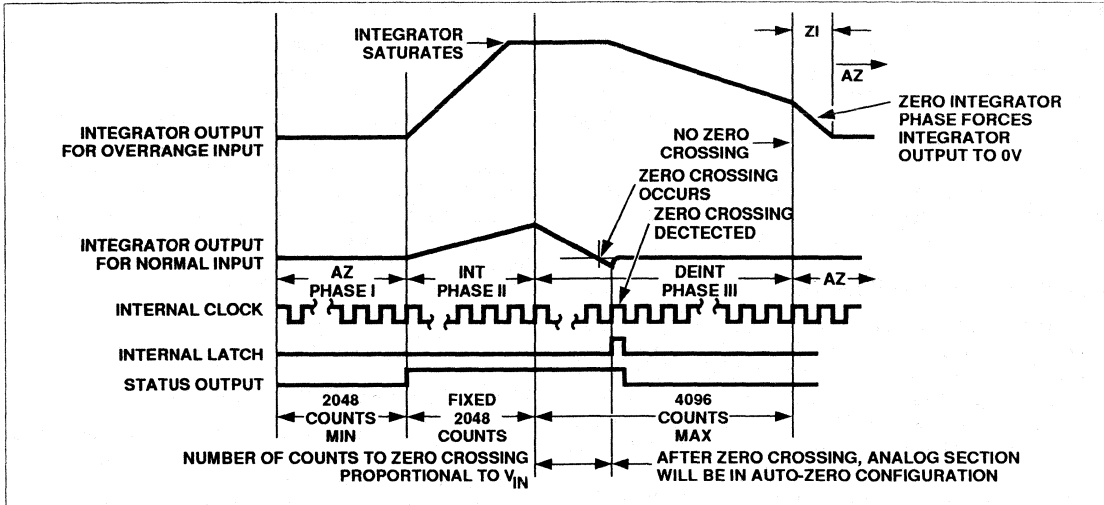 INTEGRATOR
SATURATES
ZI
AZ
ZERO INTEGRATOR
PHASE FORCES
INTEGRATOR
OUTPUT TO 0V
INTEGRATOR OUTPUT
FOR OVERRANGE INPUT
NO ZERO
CROSSING
ZERO CROSSING
OCCURS
ZERO CROSSING
DECTECTED
INTEGRATOR OUTPUT
FOR NORMAL INPUT
AZ
PHASE I
INT
PHASE II
DEINT
PHASE III
AZ
INTERNAL CLOCK
INTERNAL LATCH
STATUS OUTPUT
2048
COUNTS
MIN
FIXED
2048
COUNTS
4096
COUNTS
MAX
NUMBER OF COUNTS TO ZERO CROSSING
PROPORTIONAL TO VIN
AFTER ZERO CROSSING, ANALOG SECTION
WILL BE IN AUTO-ZERO CONFIGURATION